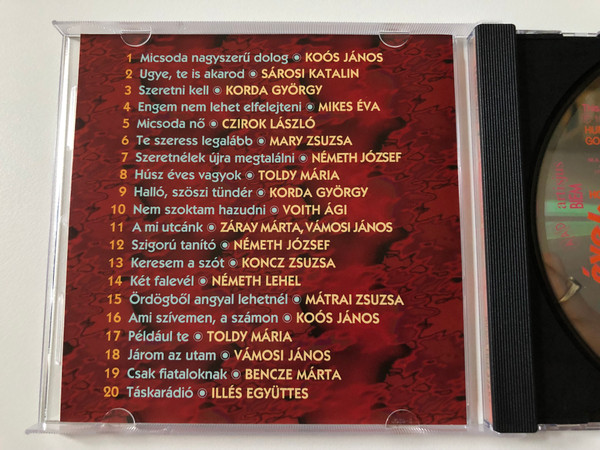 1 Micsoda nagyszerű dolog ● KOÓS JÁNOS
2 Ugye, te is akarod ● SÁROSI KATALIN
3 Szeretni kell ● KORDA GYÖRGY
4 Engem nem lehet elfelejteni ● MIKES ÉVA
5 Micsoda nő ● CZIROK LÁSZLÓ
6 Te szeress legalább ● MARY ZSUZSA
7 Szeretnélek újra megtalálni ● NÉMETH JÓZSEF
8 Húsz éves vagyok ● TOLDY MÁRIA
9 Halló, szöszi tündér ● KORDA GYÖRGY
10 Nem szoktam hazudni ● VOITH ÁGI
11 A mi utcánk ● ZÁRAY MÁRTA, VÁMOSI JÁNOS
12 Szigorú tanító ● NÉMETH JÓZSEF
13 Keresem a szót ● KONCZ ZSUZSA
14 Két falevél ● NÉMETH LEHEL
15 Ördögből angyal lehetnél ● MÁTRAI ZSUZSA
16 Ami szívemen, a számon ● KOÓS JÁNOS
17 Például te ● TOLDY MÁRIA
18 Járom az utam ● VÁMOSI JÁNOS
19 Csak fiataloknak ● BENCZE MÁRTA
20 Táskarádió ● ILLÉS EGYÜTTES